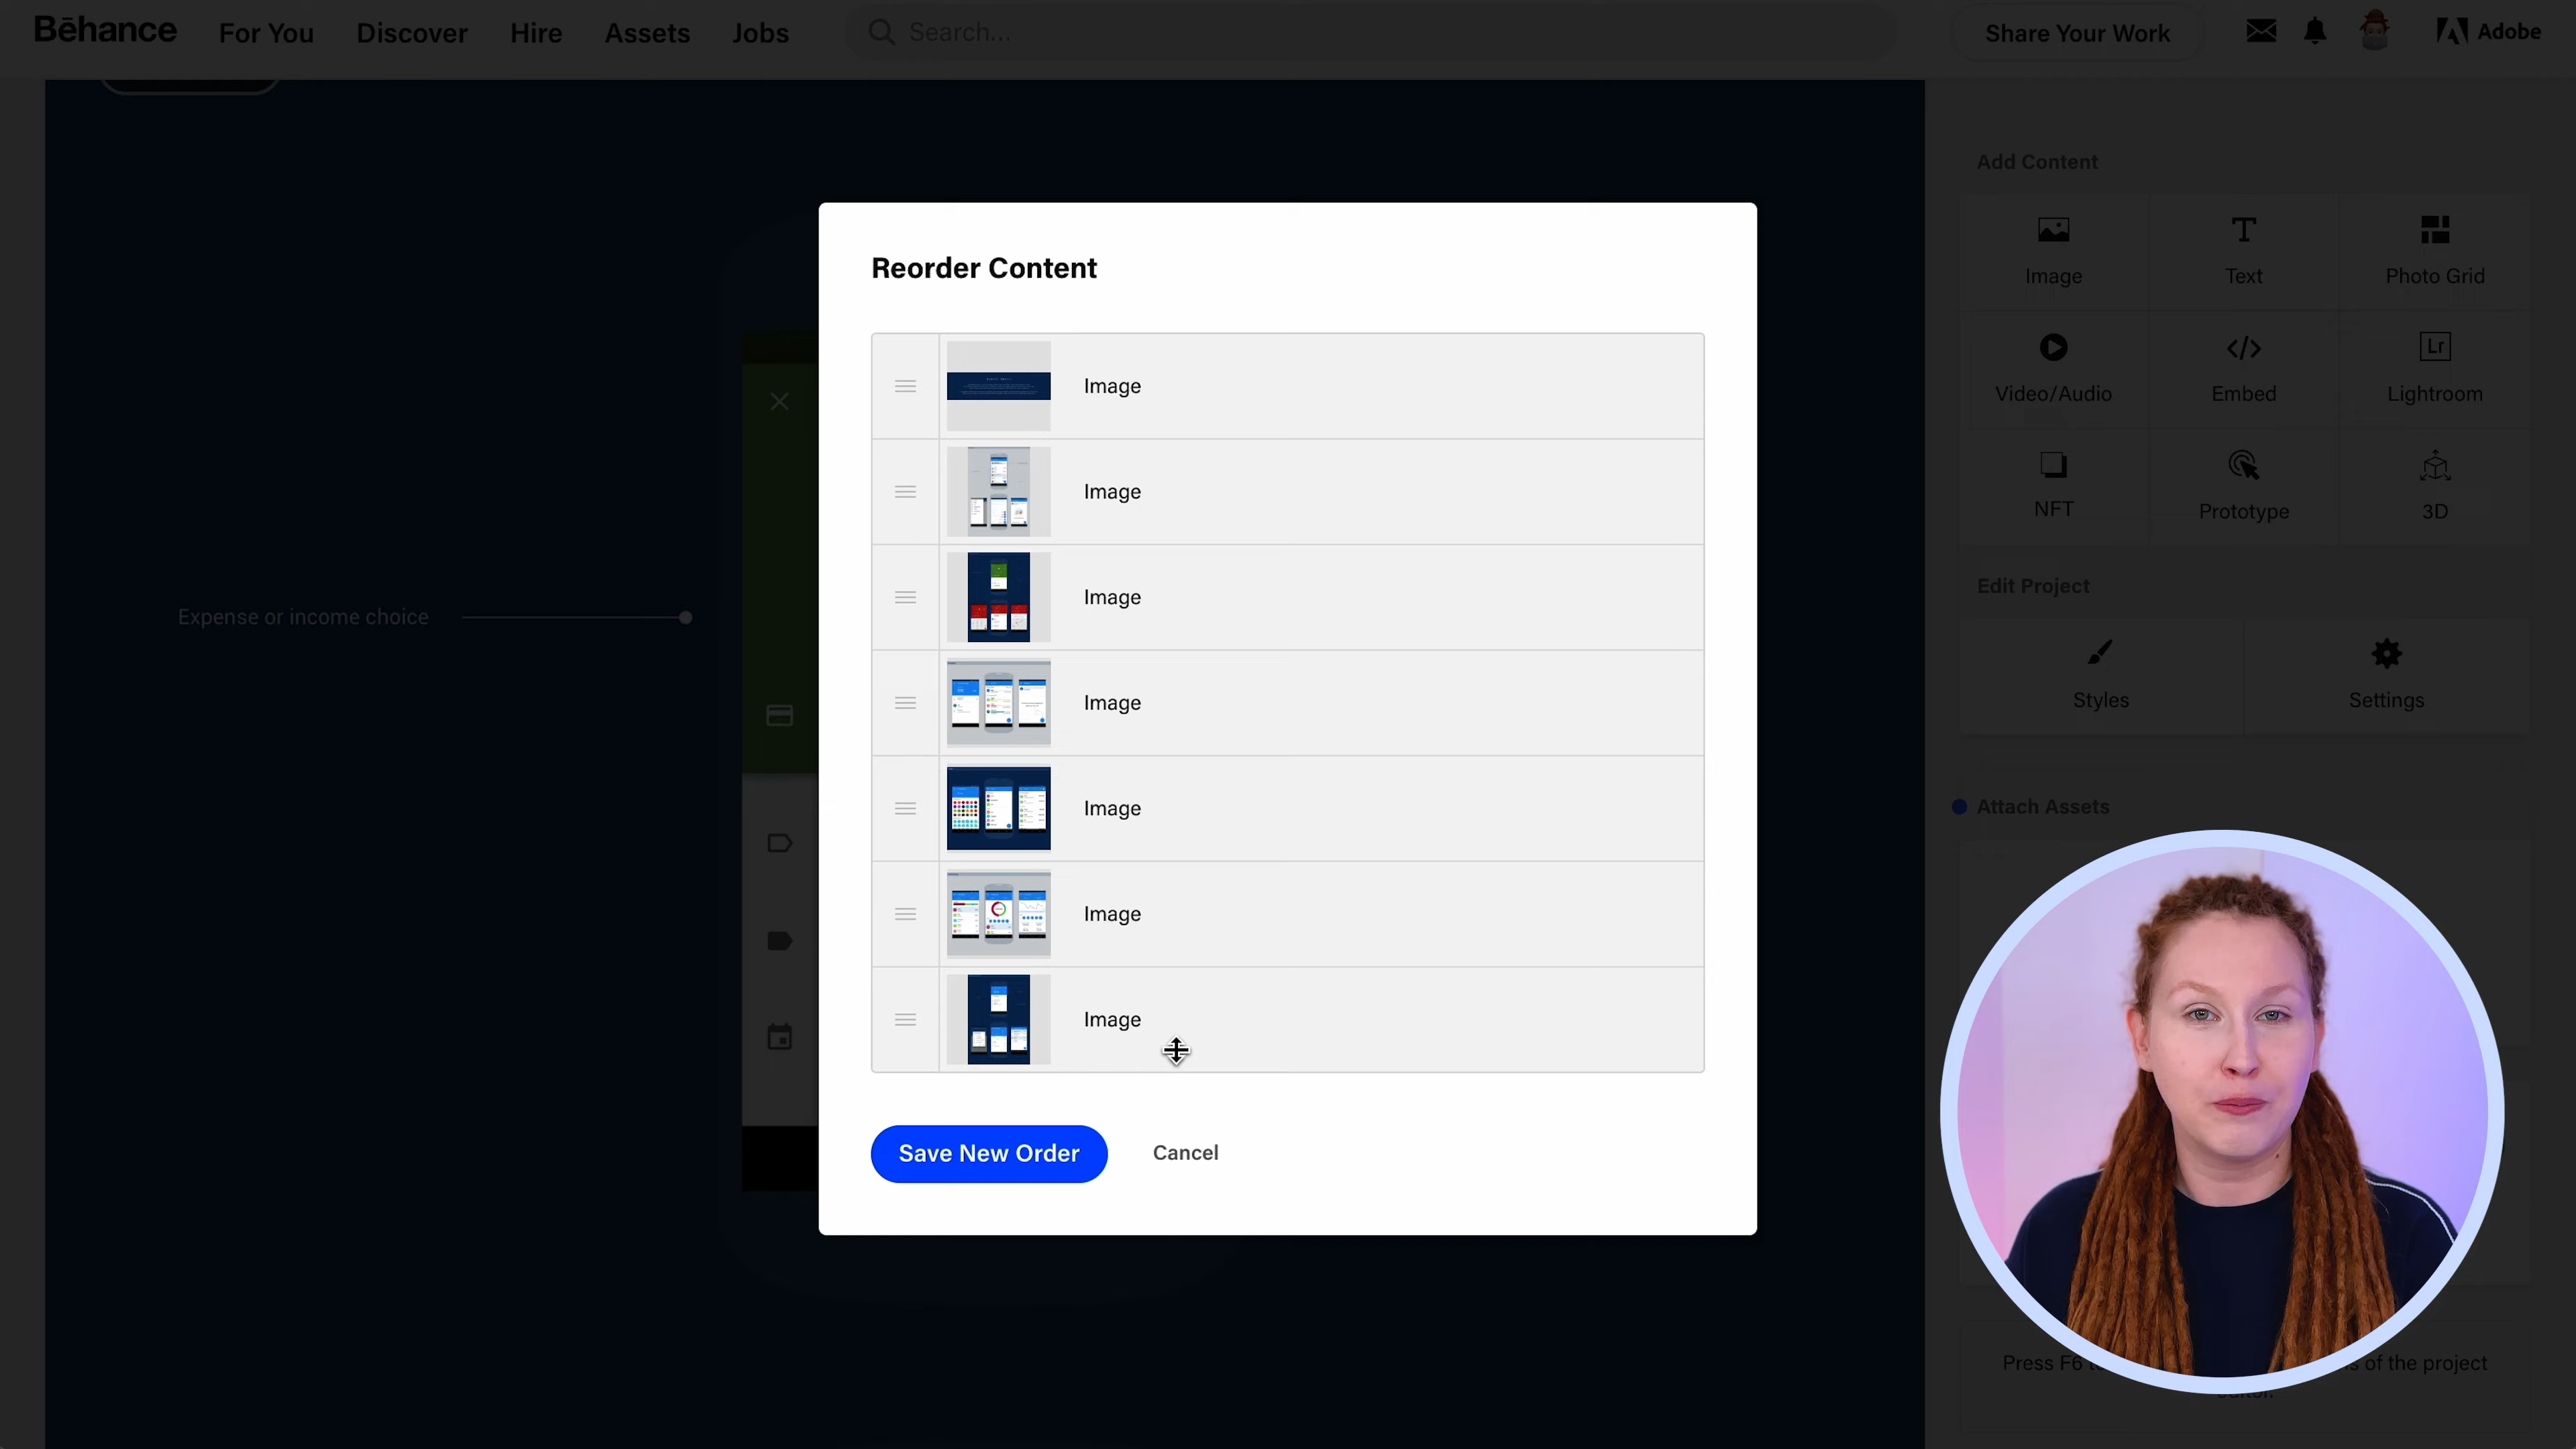 Bēhance For You Discover Hire Assets Jobs Search... Share Your Work Adobe
Add Content
Image Text Photo Grid
Video/Audio Embed Lr Lightroom
NFT Prototype 3D
Edit Project
Styles Settings
Attach Assets
Press F6 of the project
Expense or income choice
Reorder Content
Image
Image
Image
Image
Image
Image
Image
Save New Order Cancel